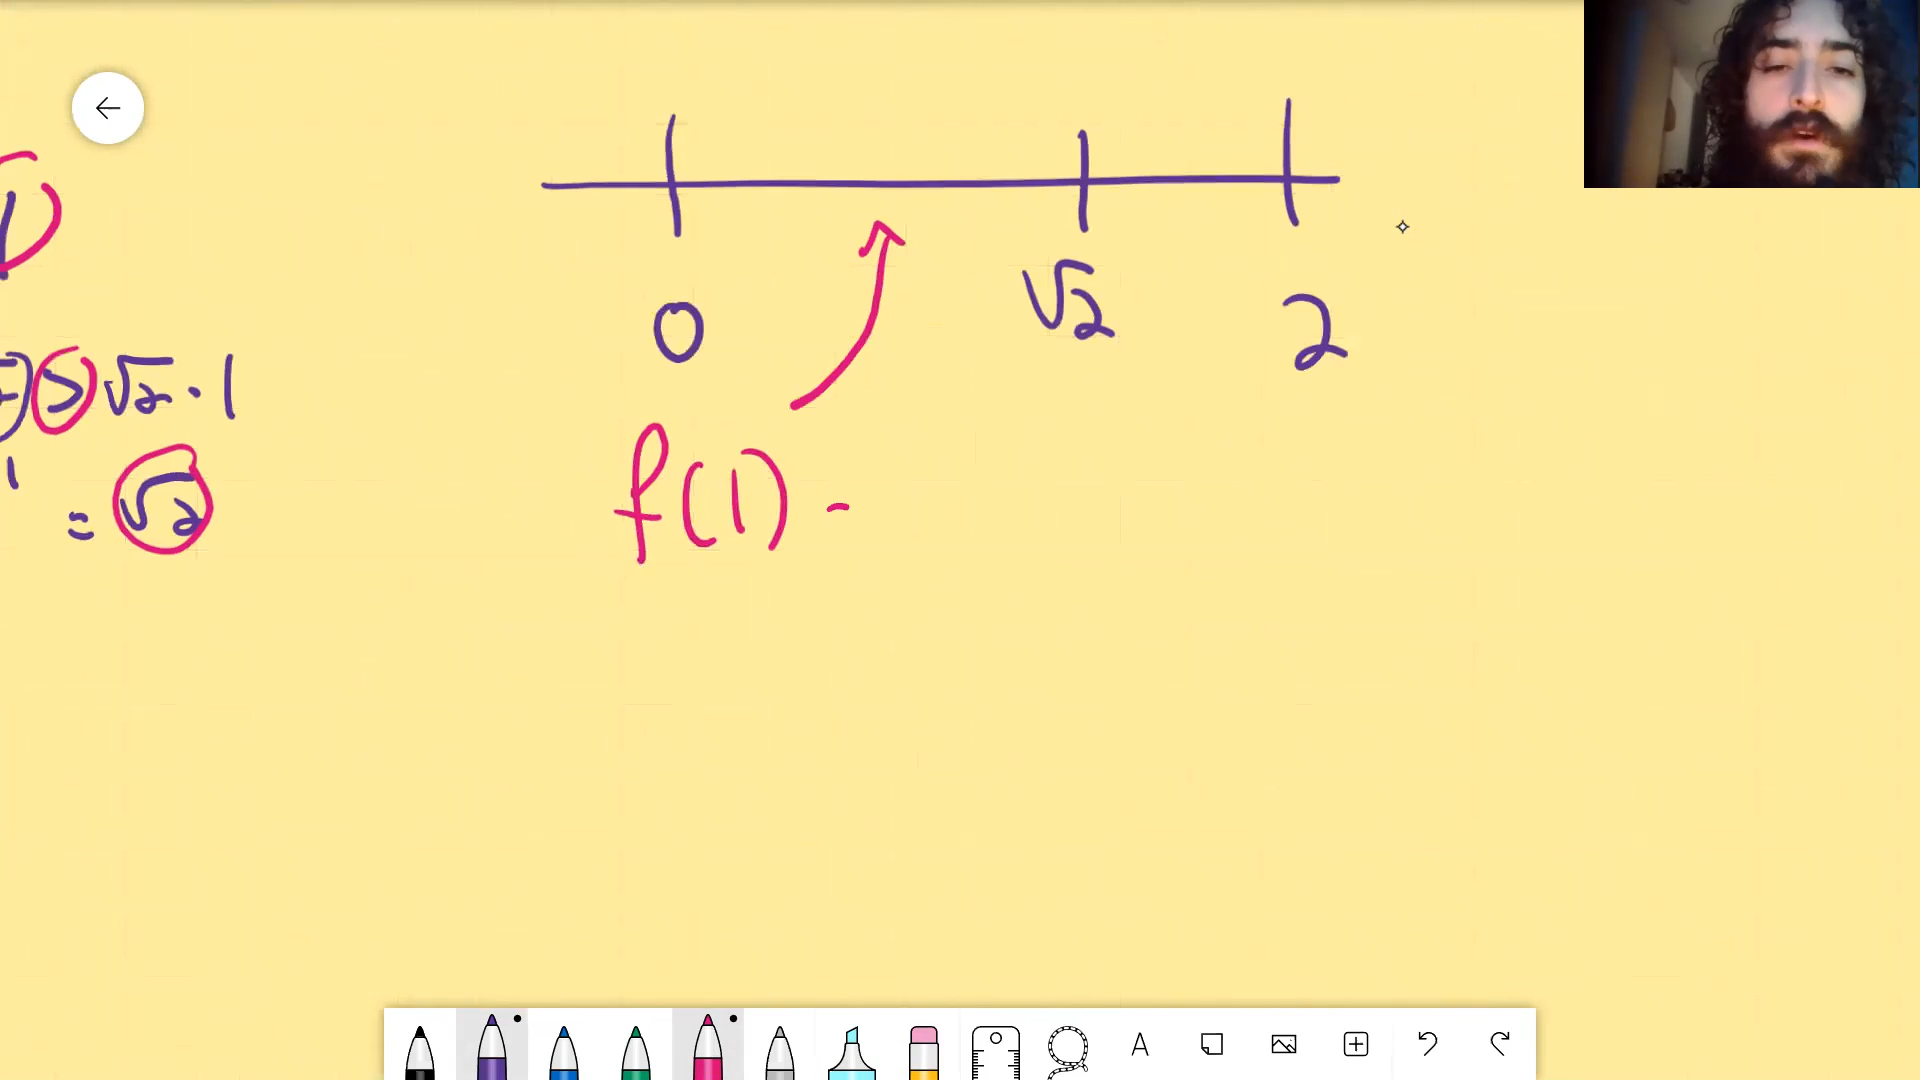 0 √2 2
> √2 · 1
= √2
f(1) -
A